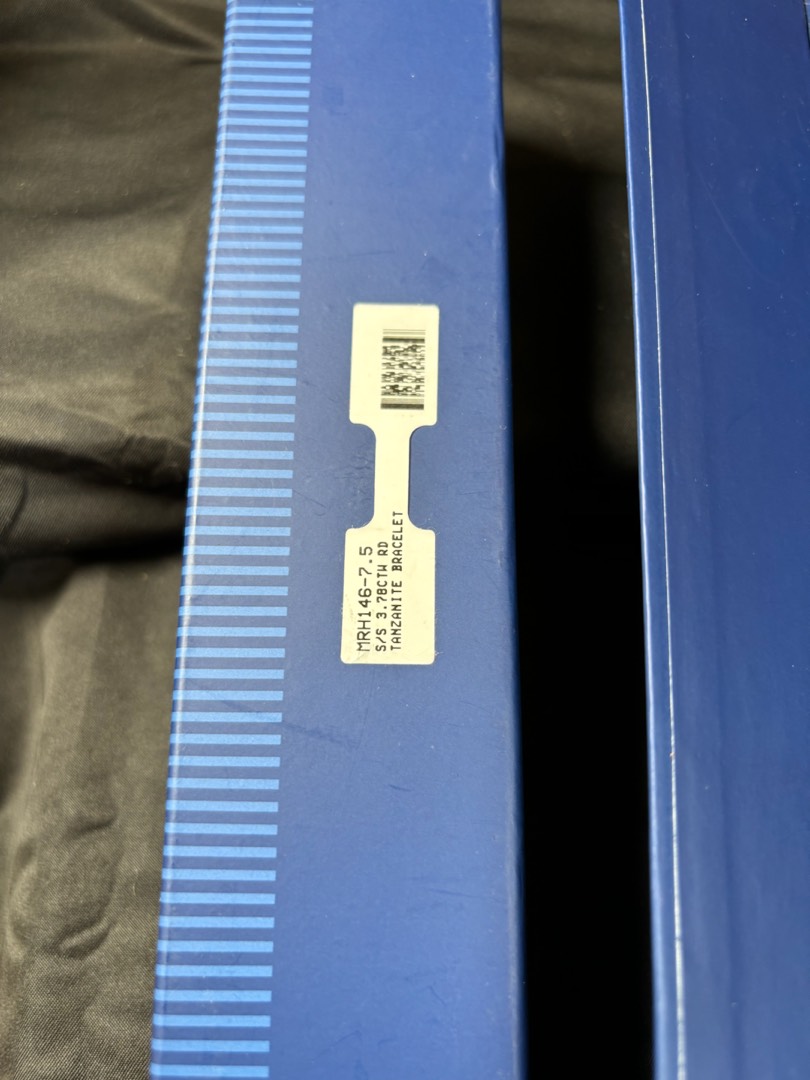 MRH146-7.5
S/S 3.78CTW RD
TANZANITE BRACELET